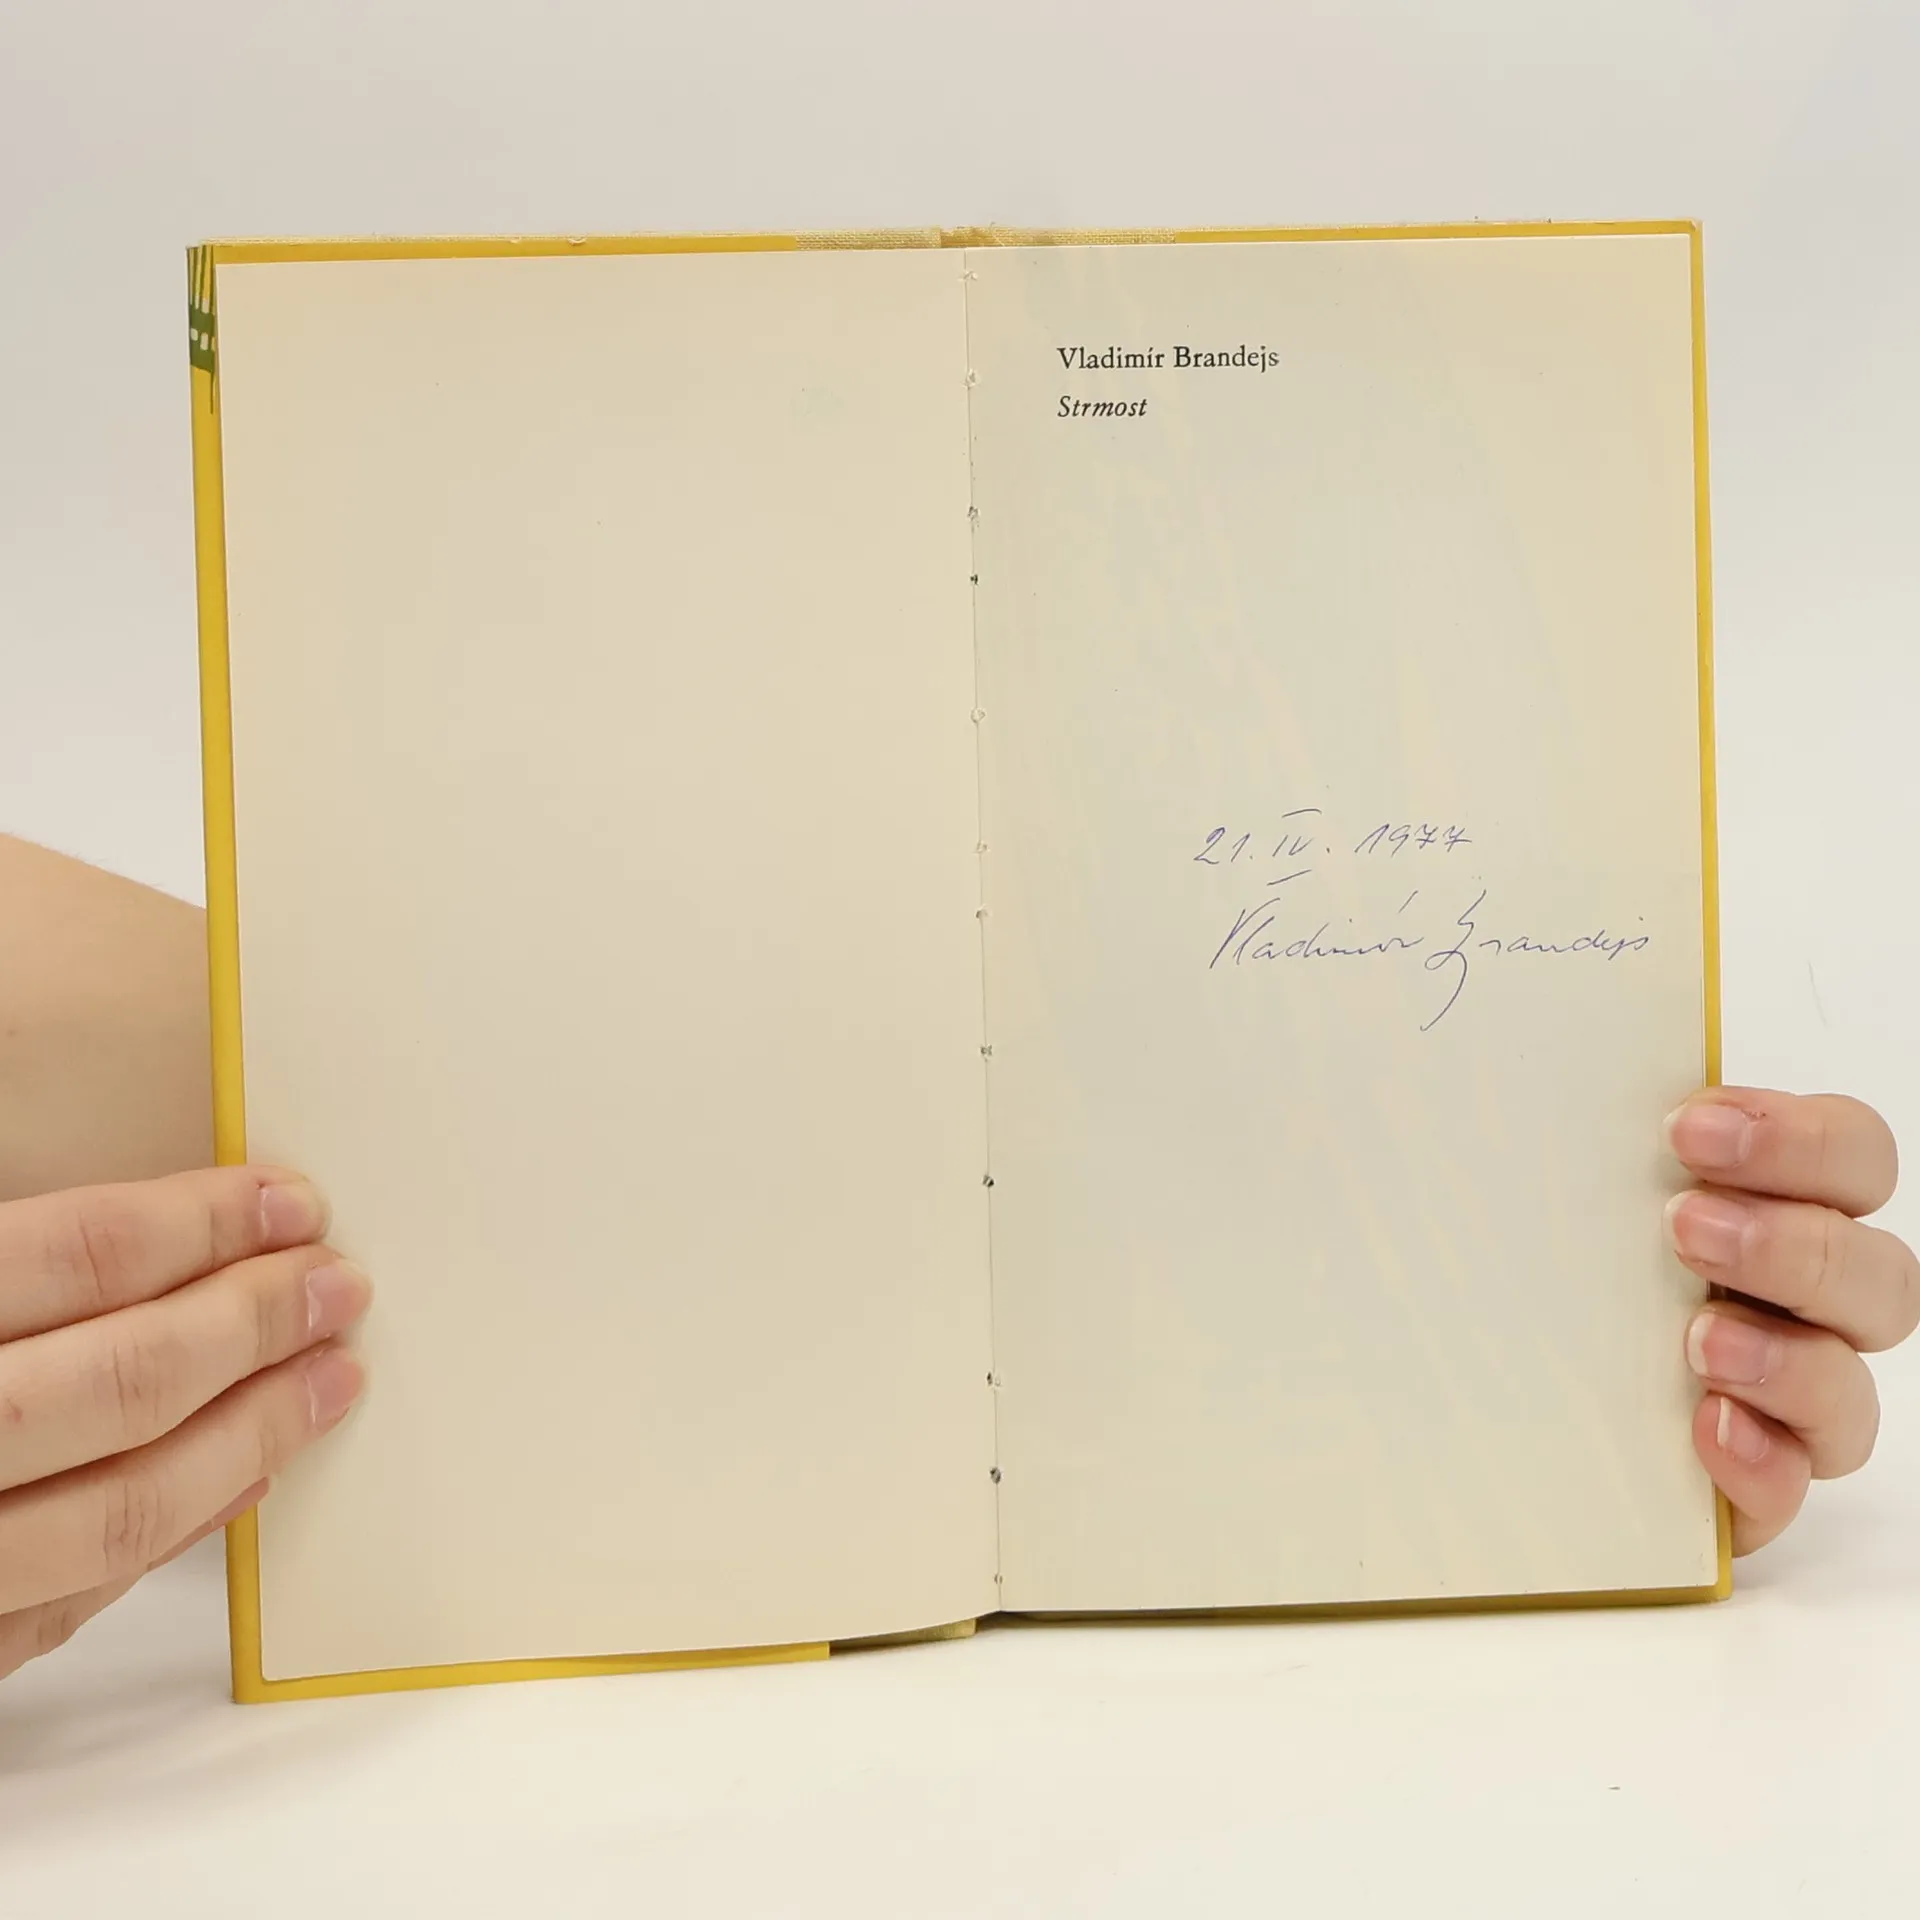 Vladimír Brandejs
Strmost
21. IV. 1977
Vladimír Brandejs